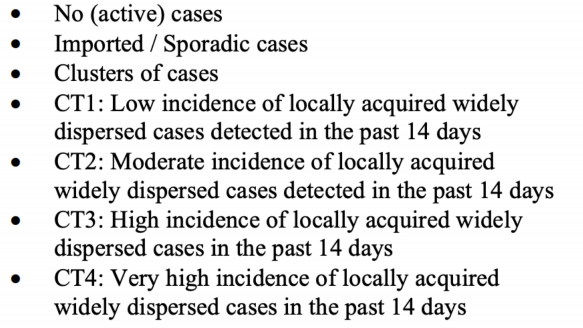 • No (active) cases
• Imported / Sporadic cases
• Clusters of cases
• CT1: Low incidence of locally acquired widely
dispersed cases detected in the past 14 days
• CT2: Moderate incidence of locally acquired
widely dispersed cases detected in the past 14 days
• CT3: High incidence of locally acquired widely
dispersed cases in the past 14 days
• CT4: Very high incidence of locally acquired
widely dispersed cases in the past 14 days